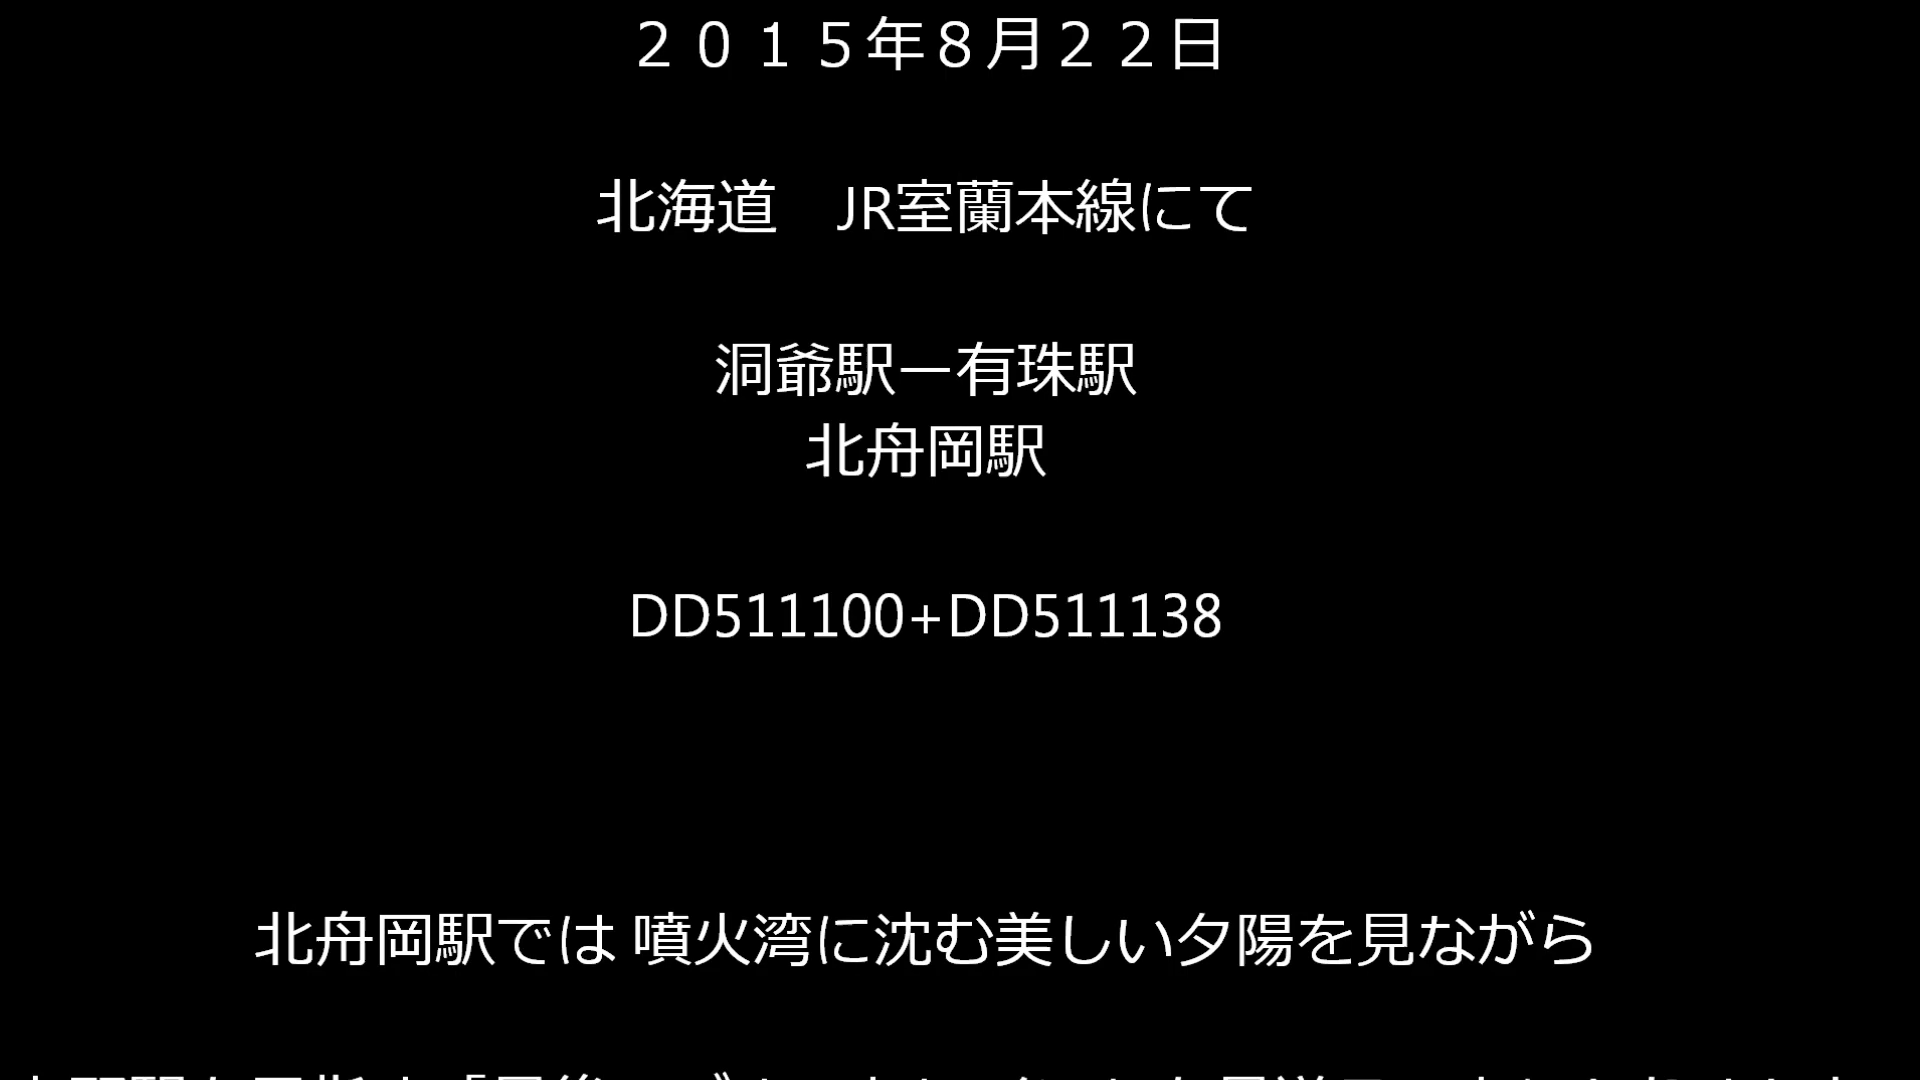 ２０１５年８月２２日
北海道　JR室蘭本線にて
洞爺駅ー有珠駅
北舟岡駅
DD511100+DD511138
北舟岡駅では 噴火湾に沈む美しい夕陽を見ながら